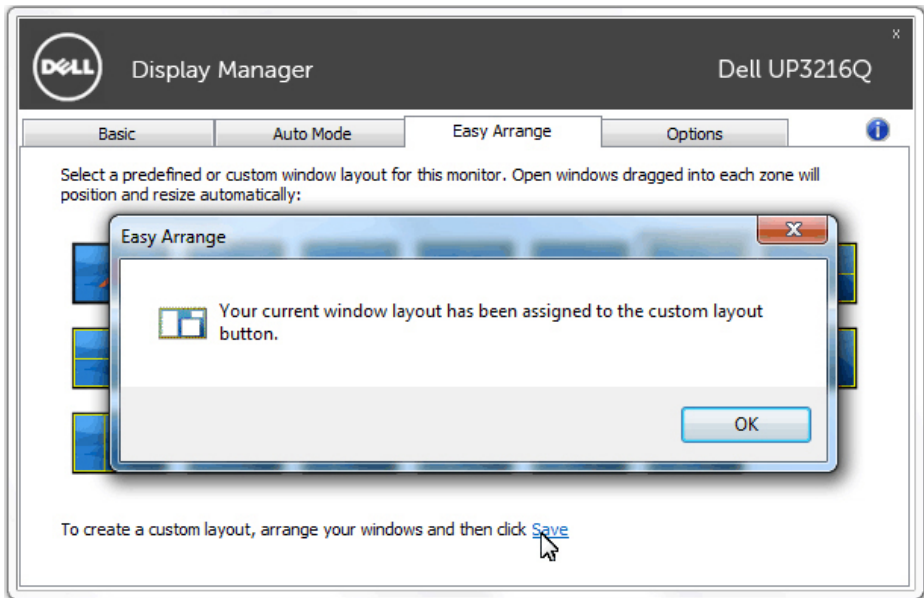 DELL
Display Manager
Dell UP3216Q
x
Basic
Auto Mode
Easy Arrange
Options
i
Select a predefined or custom window layout for this monitor. Open windows dragged into each zone will
position and resize automatically:
Easy Arrange
x
Your current window layout has been assigned to the custom layout
button.
OK
To create a custom layout, arrange your windows and then click Save